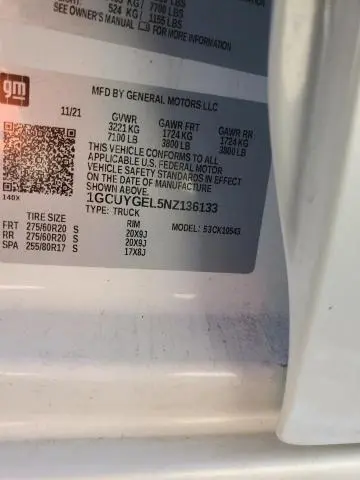 524 KG 7700 LBS
SEE OWNER'S MANUAL 1155 LBS
FOR MORE INFORMATION
INFORMATION
gm
MFD BY GENERAL MOTORS LLC
11/21
GVWR GAWR FRT GAWR RR
3221 KG 1724 KG 1724 KG
7100 LB 3800 LB 3800 LB
THIS VEHICLE CONFORMS TO ALL
APPLICABLE U.S. FEDERAL MOTOR
VEHICLE SAFETY STANDARDS IN EFFECT
ON THE DATE OF MANUFACTURE
SHOWN ABOVE.
140X
1GCUYGEL5NZ136133
TYPE: TRUCK
MODEL: 53CK10543
TIRE SIZE RIM
FRT 275/60R20 S 20X9J
RR 275/60R20 S 20X9J
SPA 255/80R17 S 17X8J